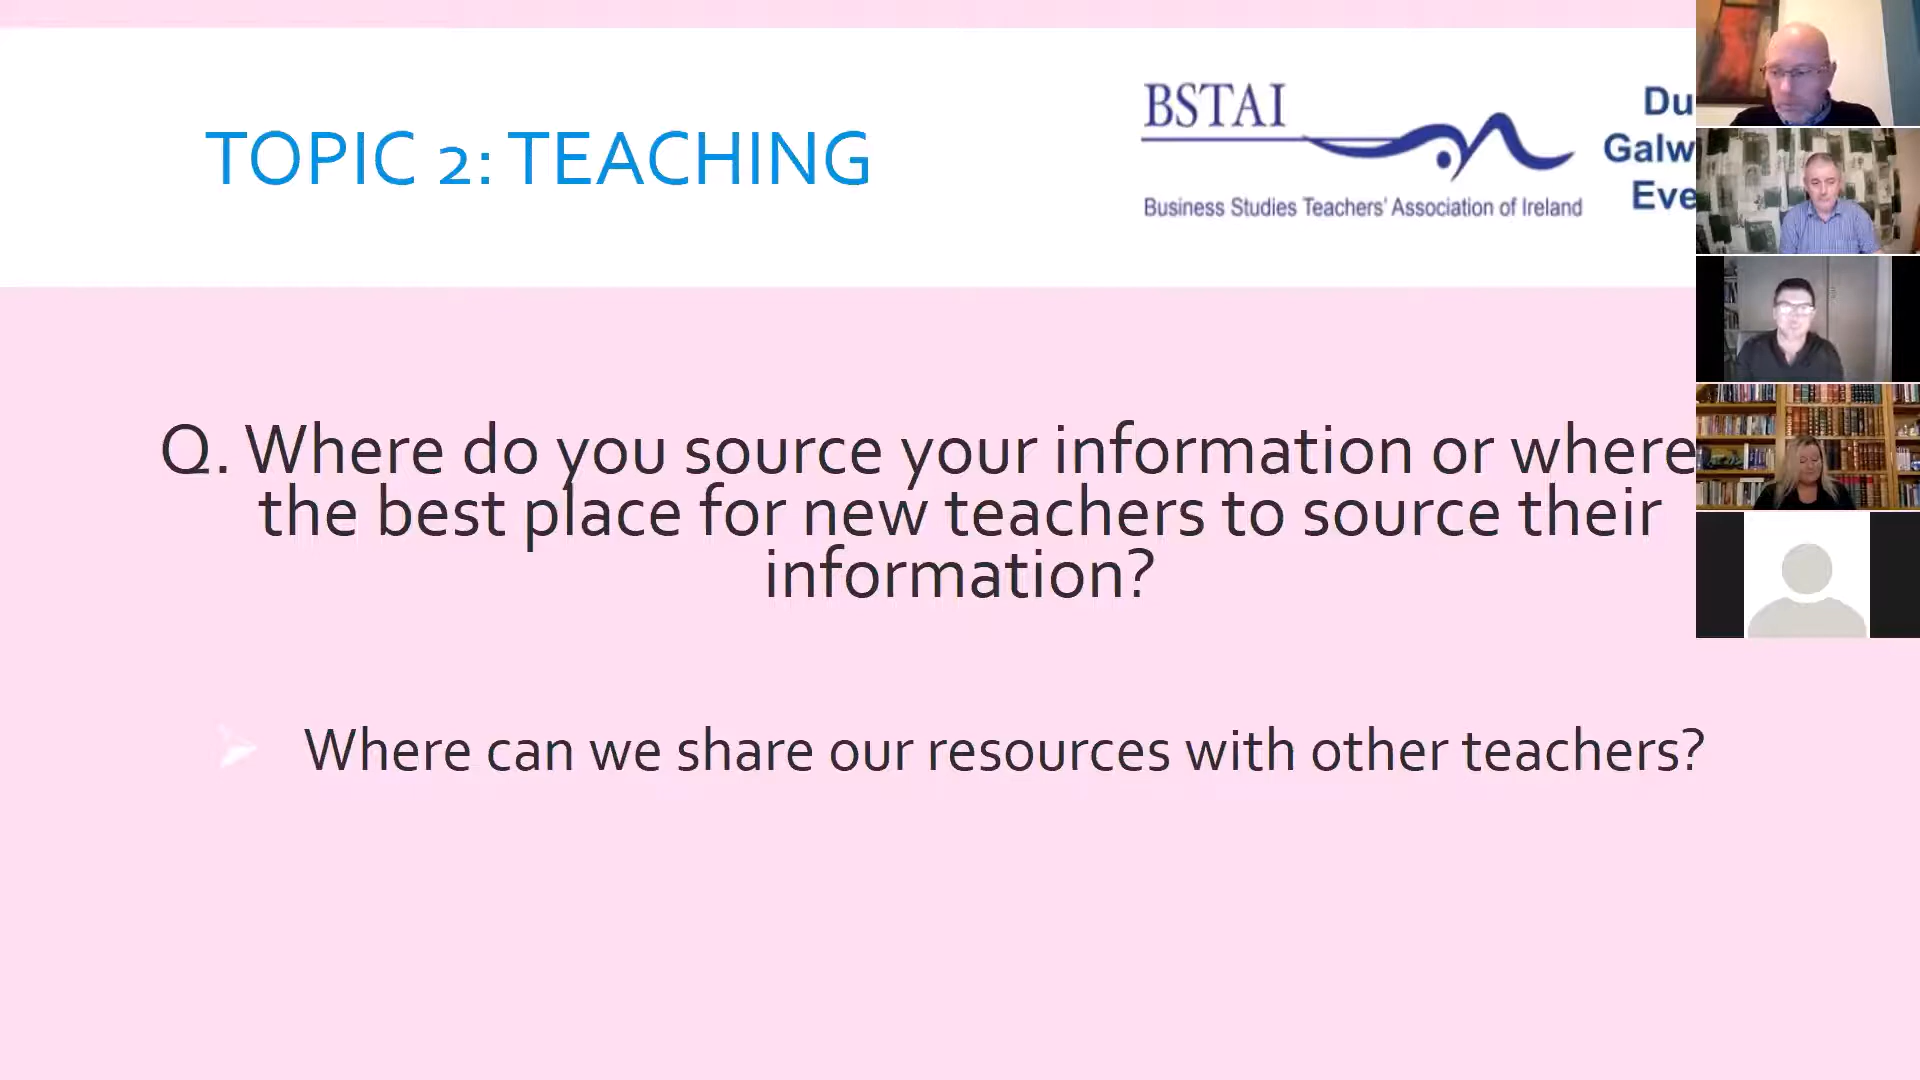 TOPIC 2: TEACHING
BSTAI
Business Studies Teachers' Association of Ireland
Q. Where do you source your information or where
the best place for new teachers to source their
information?
Where can we share our resources with other teachers?